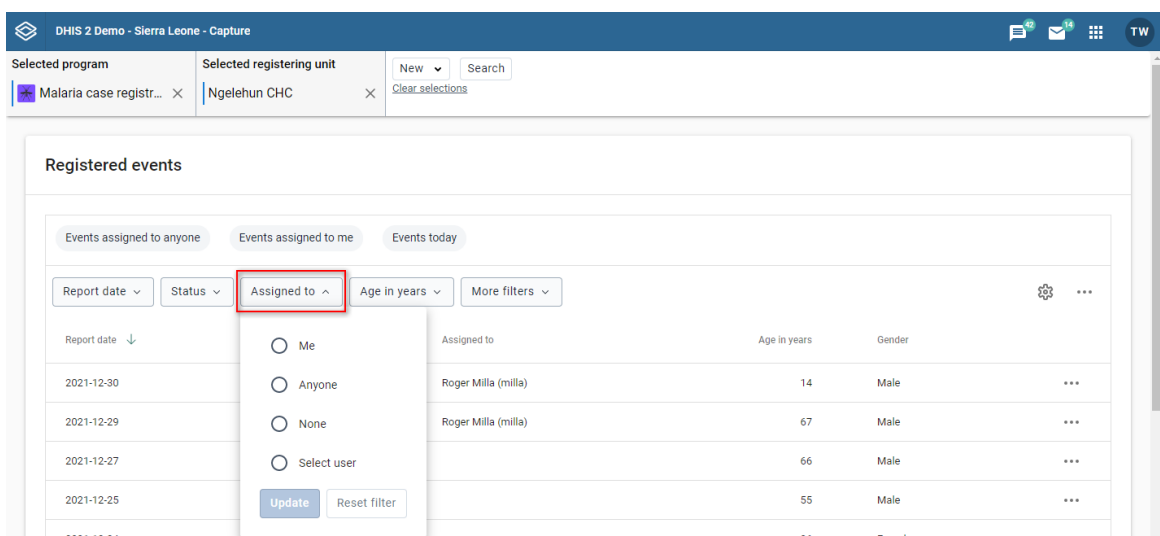 DHIS 2 Demo - Sierra Leone - Capture
42
14
TW
Selected program
Selected registering unit
New
Search
Malaria case registr...
Ngelehun CHC
Clear selections
Registered events
Events assigned to anyone
Events assigned to me
Events today
Report date
Status
Assigned to
Age in years
More filters
Report date
Assigned to
Age in years
Gender
Me
Anyone
None
Select user
Update
Reset filter
2021-12-30
Roger Milla (milla)
14
Male
2021-12-29
Roger Milla (milla)
67
Male
2021-12-27
66
Male
2021-12-25
55
Male